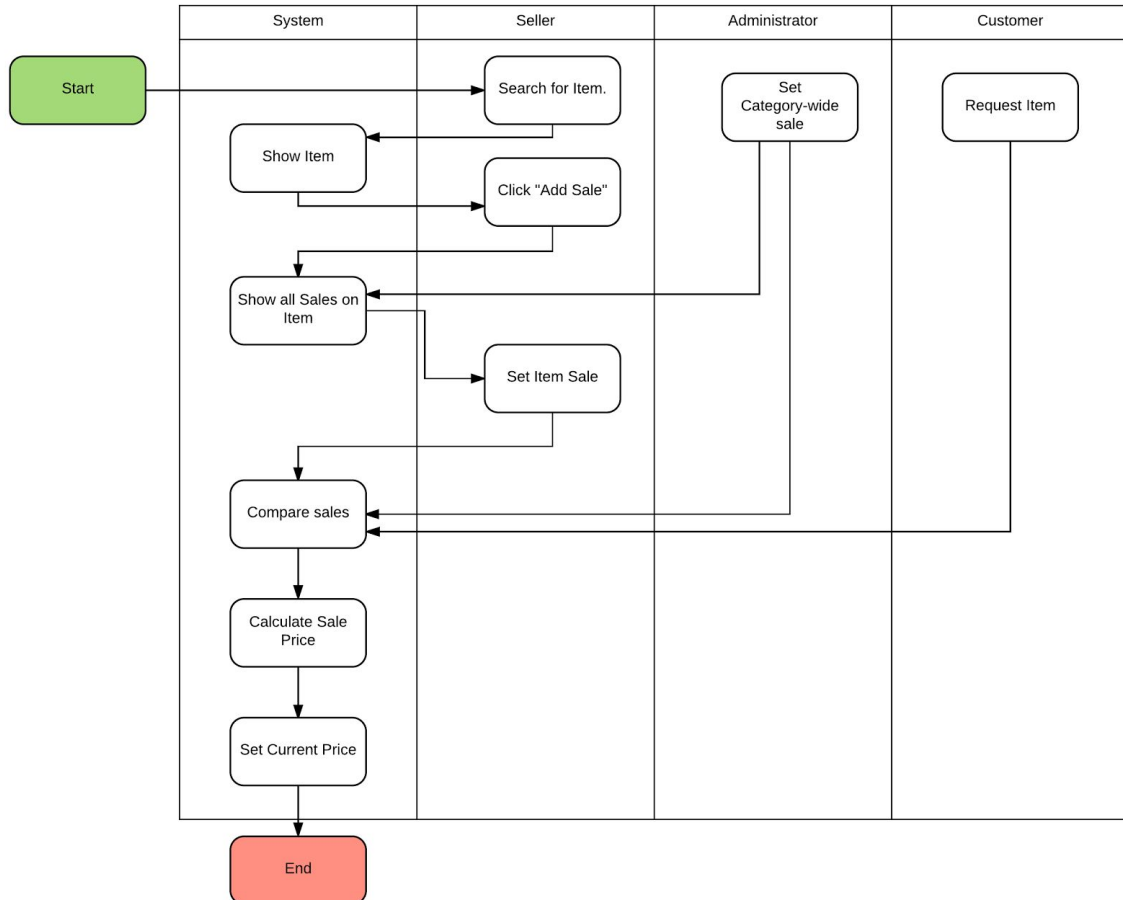 System
Seller
Administrator
Customer
Start
Search for Item.
Set
Category-wide
sale
Request Item
Show Item
Click "Add Sale"
Show all Sales on
Item
Set Item Sale
Compare sales
Calculate Sale
Price
Set Current Price
End